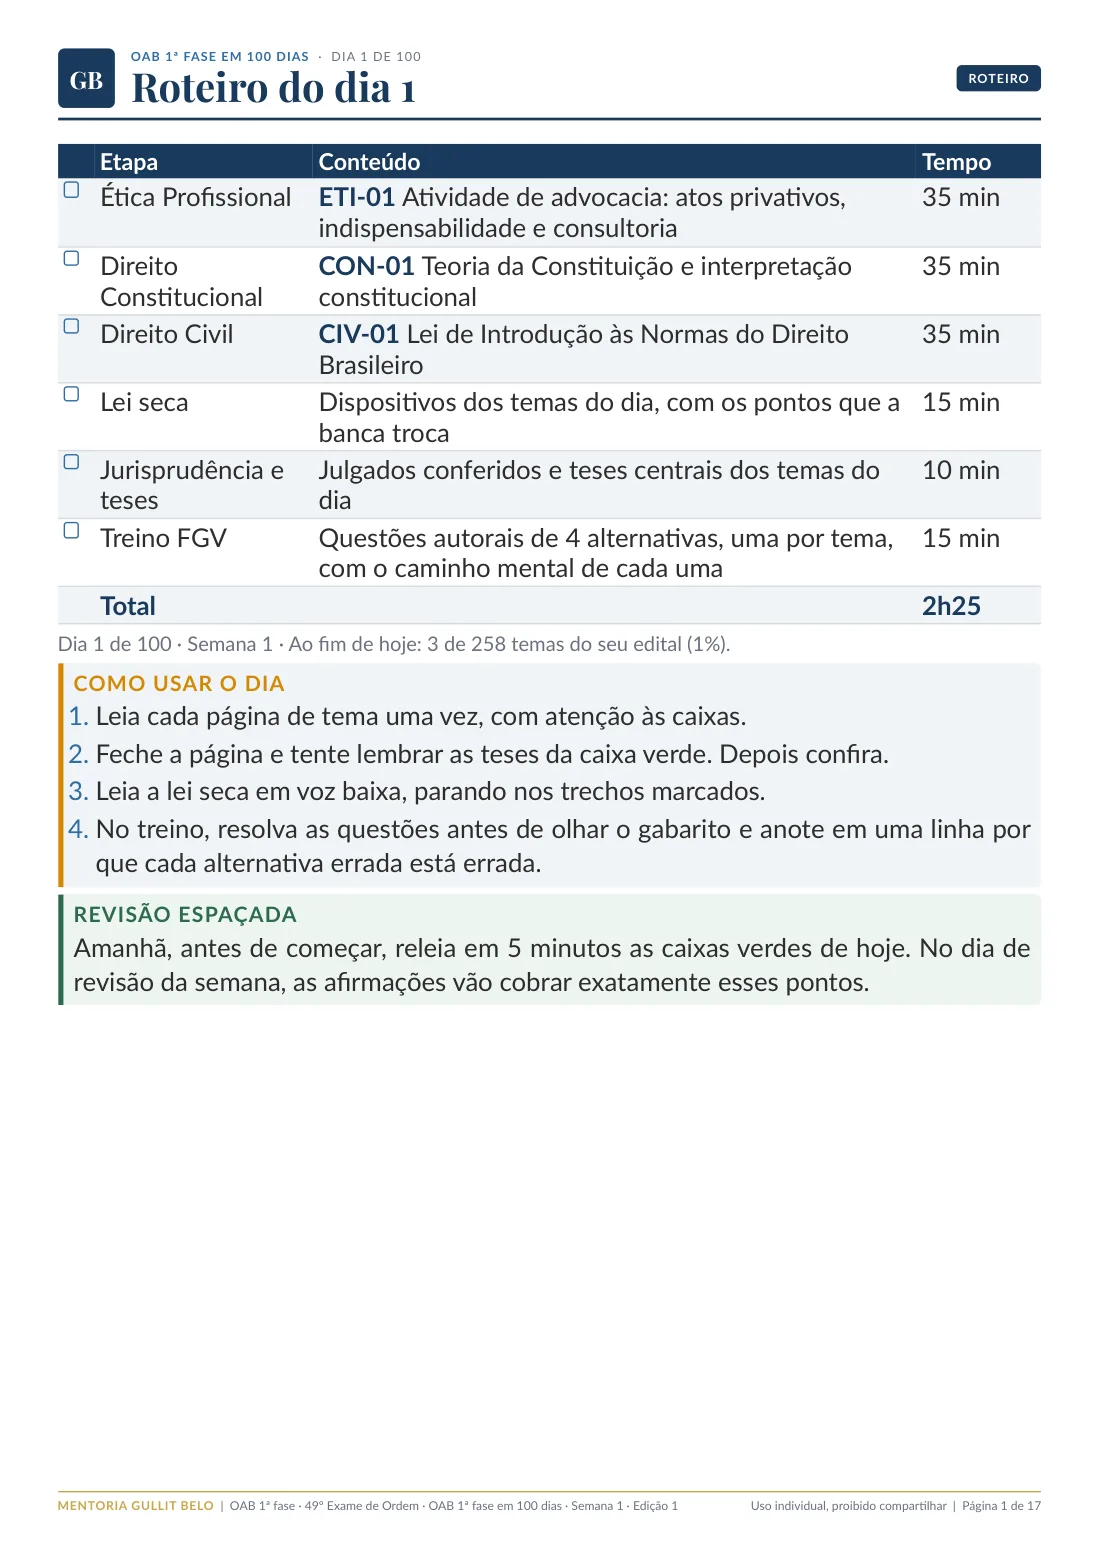 GB
OAB 1ª FASE EM 100 DIAS · DIA 1 DE 100
Roteiro do dia 1
ROTEIRO
Etapa Conteúdo Tempo
Ética Profissional ETI-01 Atividade de advocacia: atos privativos, 35 min
indispensabilidade e consultoria
Direito CON-01 Teoria da Constituição e interpretação 35 min
Constitucional constitucional
Direito Civil CIV-01 Lei de Introdução às Normas do Direito 35 min
Brasileiro
Lei seca Dispositivos dos temas do dia, com os pontos que a 15 min
banca troca
Jurisprudência e Julgados conferidos e teses centrais dos temas do 10 min
teses dia
Treino FGV Questões autorais de 4 alternativas, uma por tema, 15 min
com o caminho mental de cada uma
Total 2h25
Dia 1 de 100 · Semana 1 · Ao fim de hoje: 3 de 258 temas do seu edital (1%).
COMO USAR O DIA
1. Leia cada página de tema uma vez, com atenção às caixas.
2. Feche a página e tente lembrar as teses da caixa verde. Depois confira.
3. Leia a lei seca em voz baixa, parando nos trechos marcados.
4. No treino, resolva as questões antes de olhar o gabarito e anote em uma linha por
que cada alternativa errada está errada.
REVISÃO ESPAÇADA
Amanhã, antes de começar, releia em 5 minutos as caixas verdes de hoje. No dia de
revisão da semana, as afirmações vão cobrar exatamente esses pontos.
MENTORIA GULLIT BELO | OAB 1ª fase · 49º Exame de Ordem · OAB 1ª fase em 100 dias · Semana 1 · Edição 1 Uso individual, proibido compartilhar | Página 1 de 17